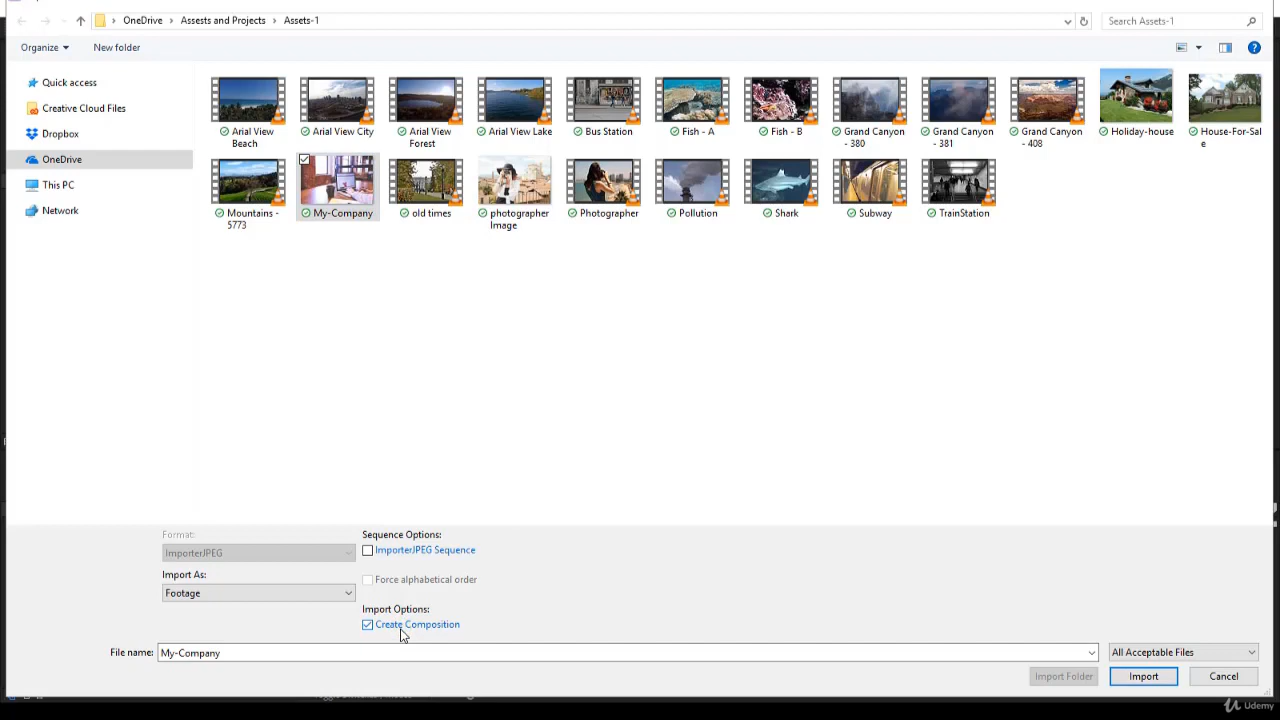 OneDrive > Assests and Projects > Assets-1
Search Assets-1
Organize
New folder
Quick access
Creative Cloud Files
Dropbox
OneDrive
This PC
Network
Arial View Beach
Arial View City
Arial View Forest
Arial View Lake
Bus Station
Fish - A
Fish - B
Grand Canyon - 380
Grand Canyon - 381
Grand Canyon - 408
Holiday-house
House-For-Sale
Mountains - 5773
My-Company
old times
photographer Image
Photographer
Pollution
Shark
Subway
TrainStation
Format:
ImporterJPEG
Import As:
Footage
Sequence Options:
ImporterJPEG Sequence
Force alphabetical order
Import Options:
Create Composition
File name: My-Company
All Acceptable Files
Import Folder
Import
Cancel
Udemy